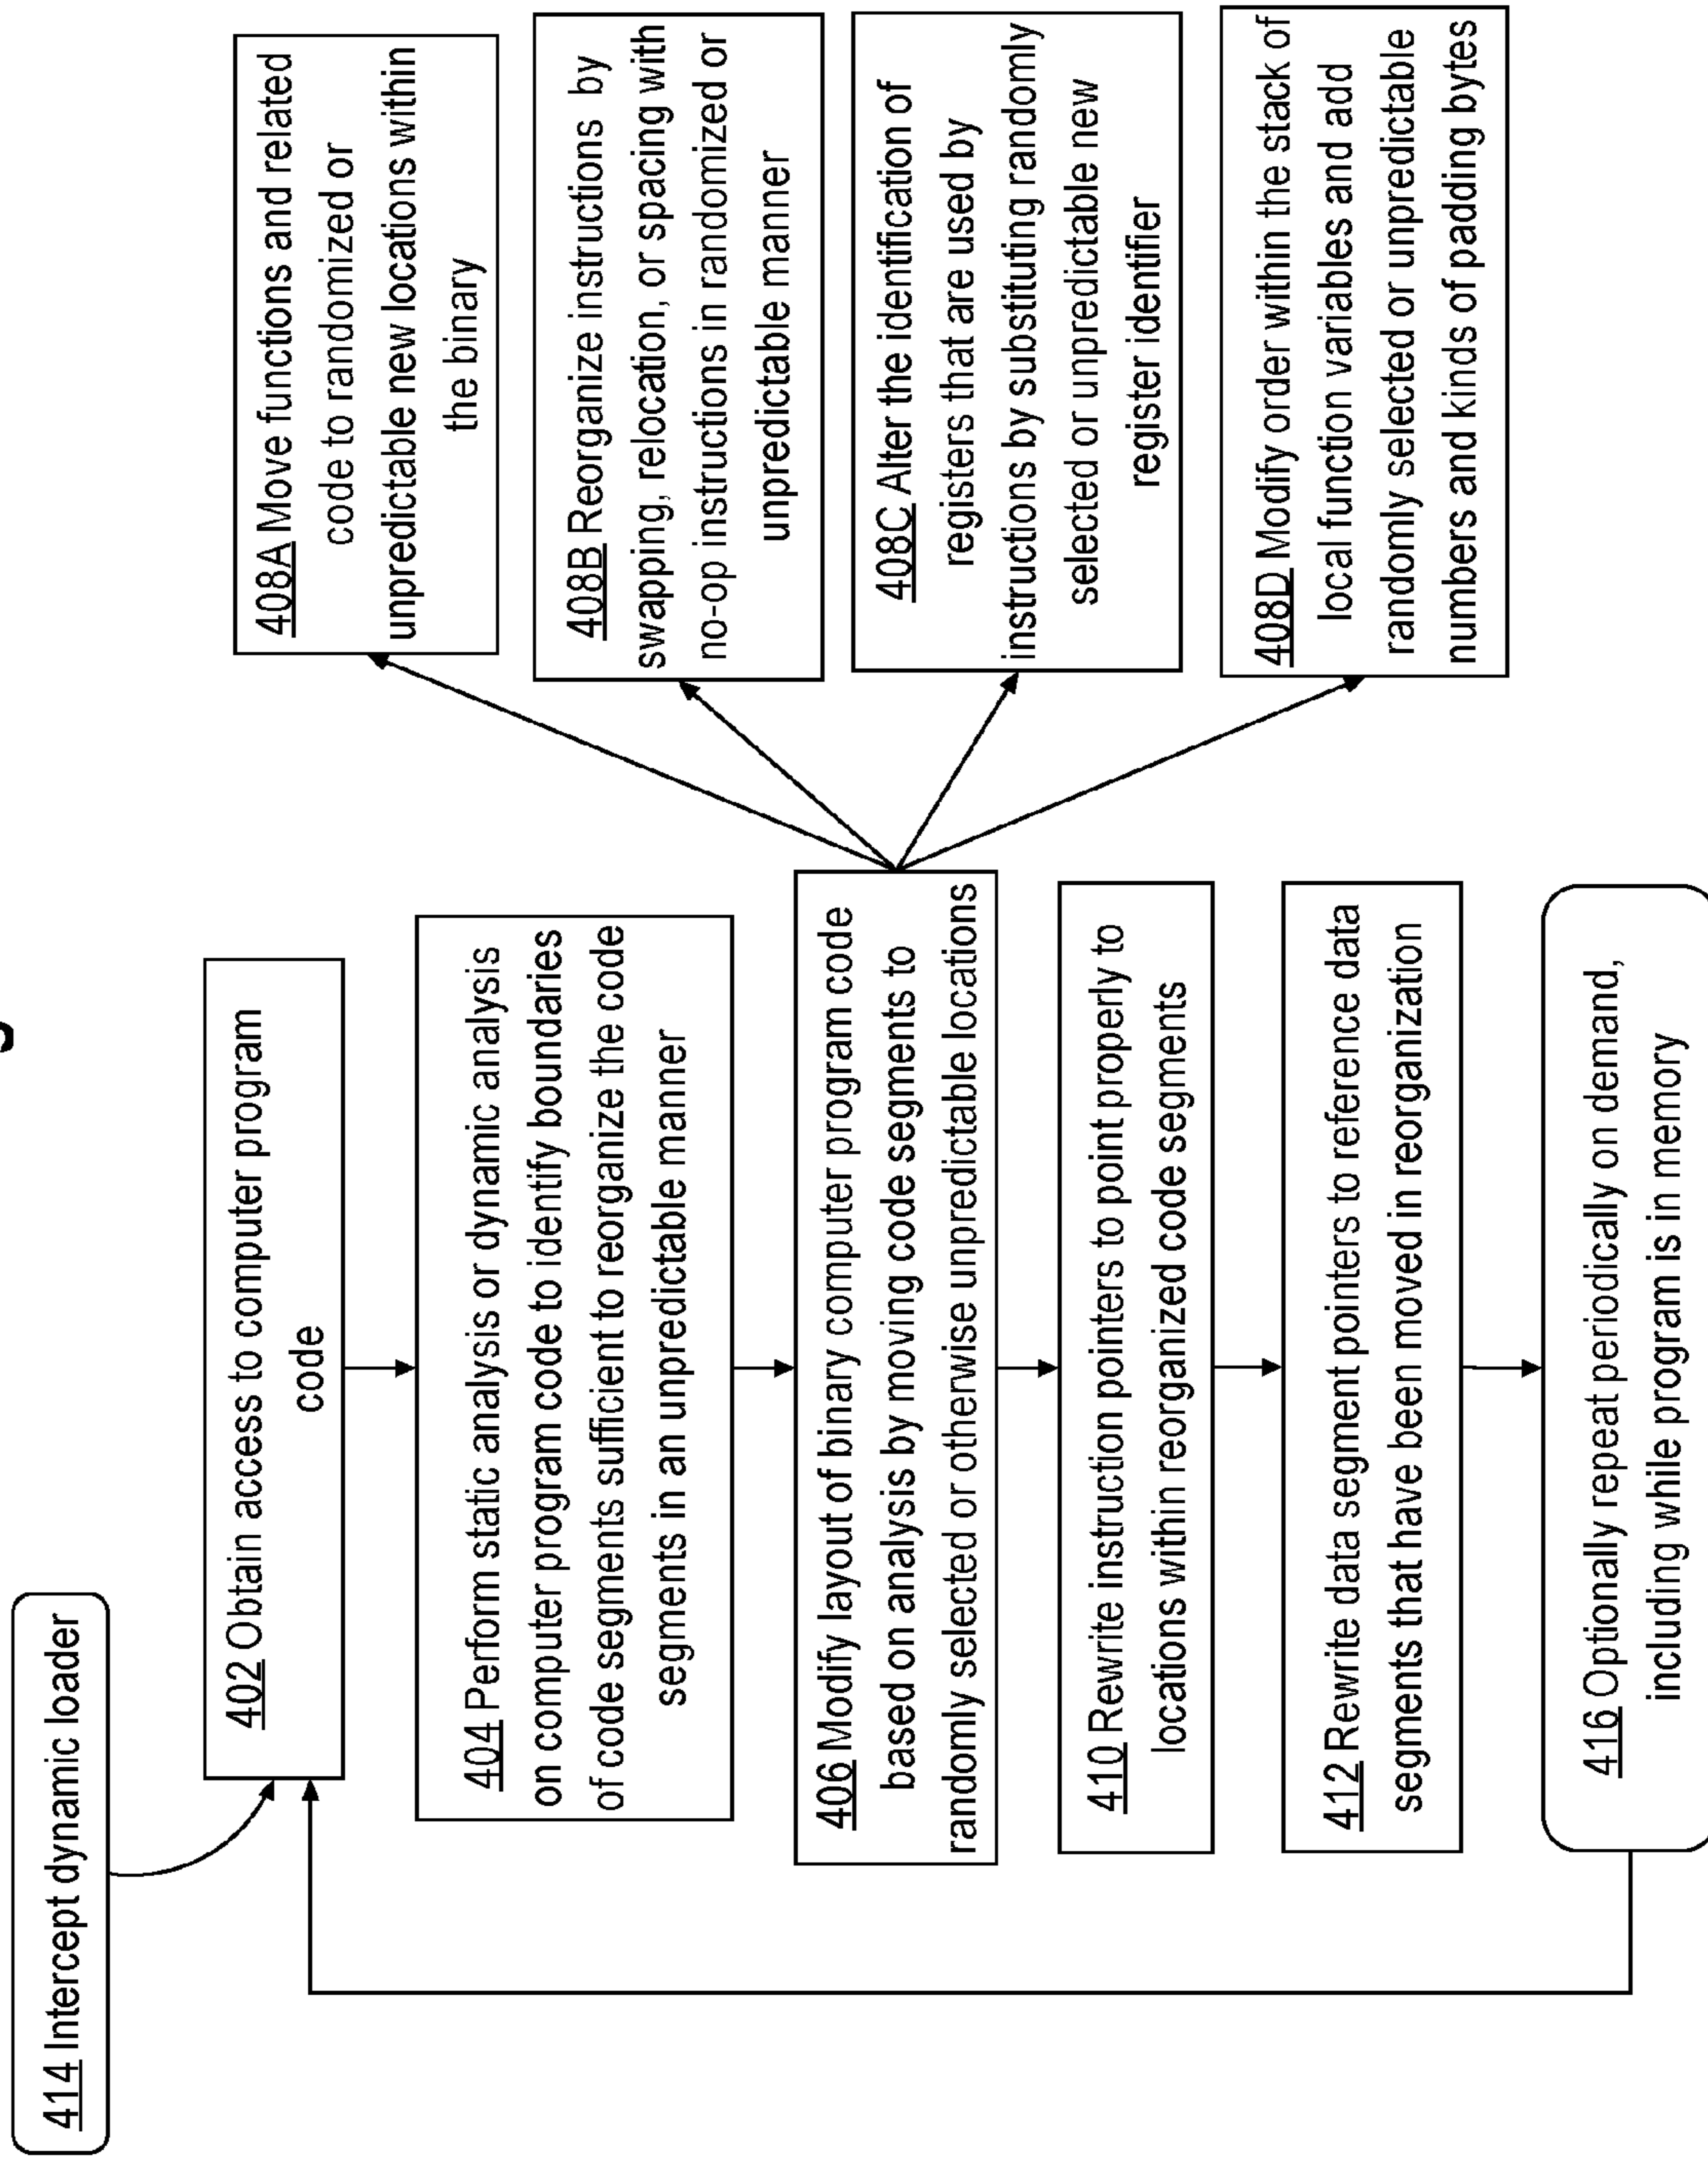 414 Intercept dynamic loader
402 Obtain access to computer program
code
404 Perform static analysis or dynamic analysis
on computer program code to identify boundaries
of code segments sufficient to reorganize the code
segments in an unpredictable manner
406 Modify layout of binary computer program code
based on analysis by moving code segments to
randomly selected or otherwise unpredictable locations
408A Move functions and related
code to randomized or
unpredictable new locations within
the binary
408B Reorganize instructions by
swapping, relocation, or spacing with
no-op instructions in randomized or
unpredictable manner
408C Alter the identification of
registers that are used by
instructions by substituting randomly
selected or unpredictable new
register identifier
408D Modify order within the stack of
local function variables and add
randomly selected or unpredictable
numbers and kinds of padding bytes
410 Rewrite instruction pointers to point properly to
locations within reorganized code segments
412 Rewrite data segment pointers to reference data
segments that have been moved in reorganization
416 Optionally repeat periodically on demand,
including while program is in memory